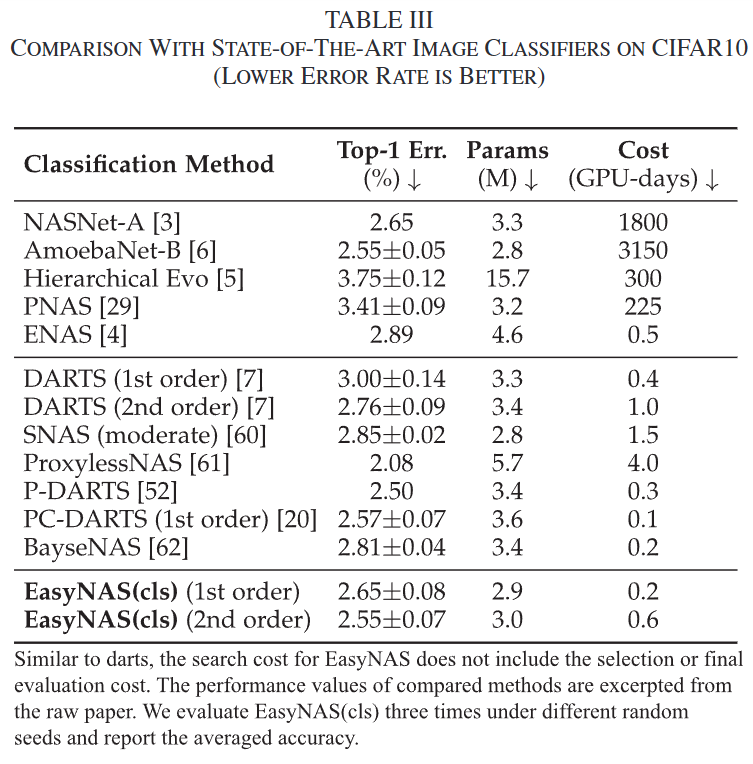 TABLE III
COMPARISON WITH STATE-OF-THE-ART IMAGE CLASSIFIERS ON CIFAR10
(LOWER ERROR RATE IS BETTER)
Classification Method Top-1 Err. (%) ↓ Params (M) ↓ Cost (GPU-days) ↓
NASNet-A [3] 2.65 3.3 1800
AmoebaNet-B [6] 2.55±0.05 2.8 3150
Hierarchical Evo [5] 3.75±0.12 15.7 300
PNAS [29] 3.41±0.09 3.2 225
ENAS [4] 2.89 4.6 0.5
DARTS (1st order) [7] 3.00±0.14 3.3 0.4
DARTS (2nd order) [7] 2.76±0.09 3.4 1.0
SNAS (moderate) [60] 2.85±0.02 2.8 1.5
ProxylessNAS [61] 2.08 5.7 4.0
P-DARTS [52] 2.50 3.4 0.3
PC-DARTS (1st order) [20] 2.57±0.07 3.6 0.1
BayseNAS [62] 2.81±0.04 3.4 0.2
EasyNAS(cls) (1st order) 2.65±0.08 2.9 0.2
EasyNAS(cls) (2nd order) 2.55±0.07 3.0 0.6
Similar to darts, the search cost for EasyNAS does not include the selection or final
evaluation cost. The performance values of compared methods are excerpted from
the raw paper. We evaluate EasyNAS(cls) three times under different random
seeds and report the averaged accuracy.